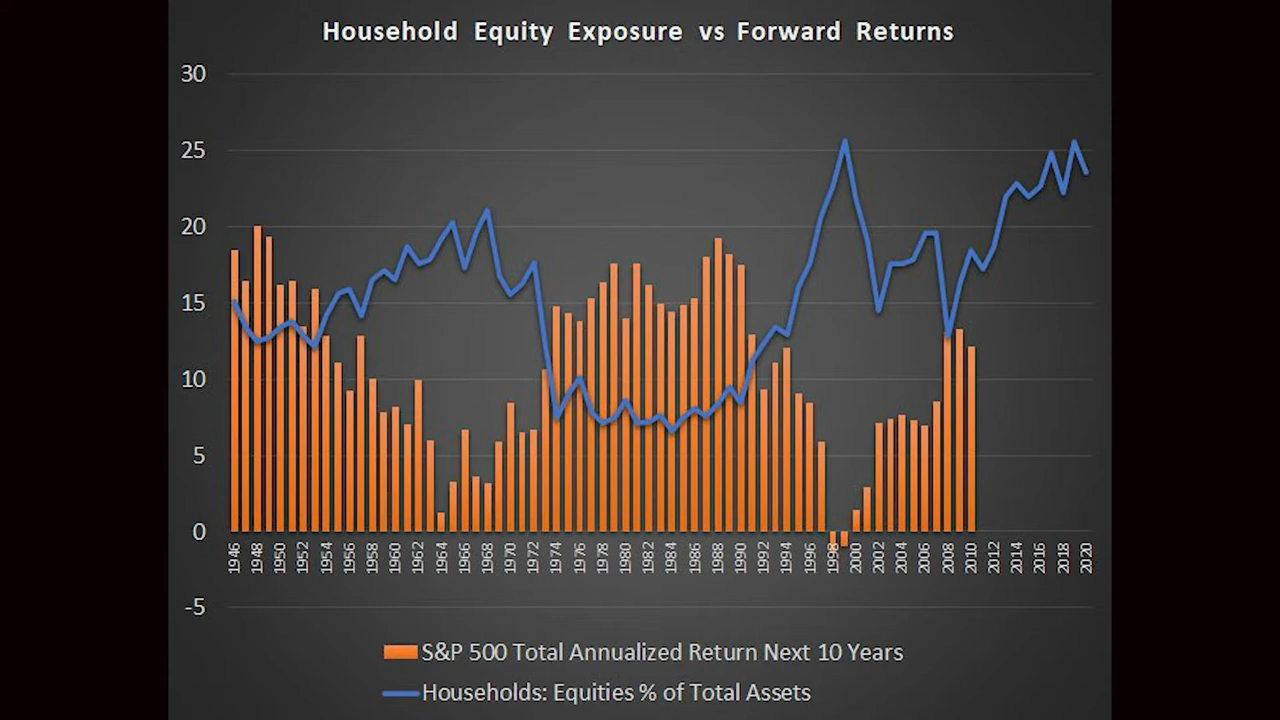 Household Equity Exposure vs Forward Returns
30
25
20
15
10
5
0
-5
1946 1948 1950 1952 1954 1956 1958 1960 1962 1964 1966 1968 1970 1972 1974 1976 1978 1980 1982 1984 1986 1988 1990 1992 1994 1996 1998 2000 2002 2004 2006 2008 2010 2012 2014 2016 2018 2020
S&P 500 Total Annualized Return Next 10 Years
Households: Equities % of Total Assets